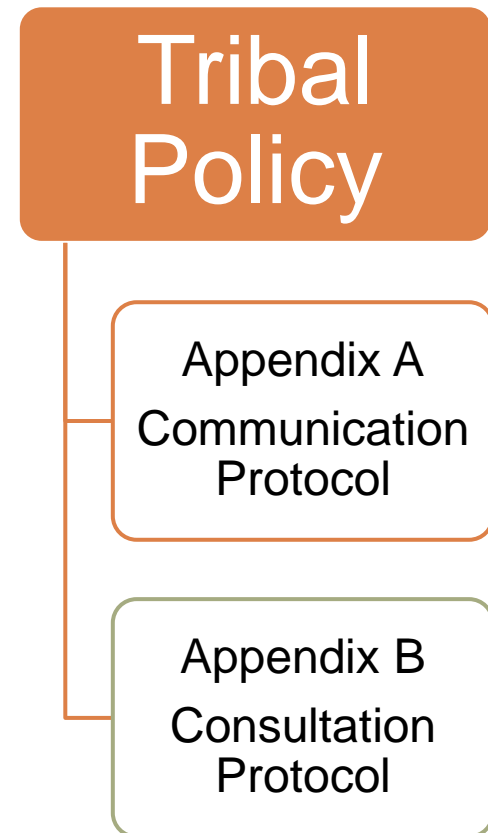 Tribal
Policy
Appendix A
Communication
Protocol
Appendix B
Consultation
Protocol